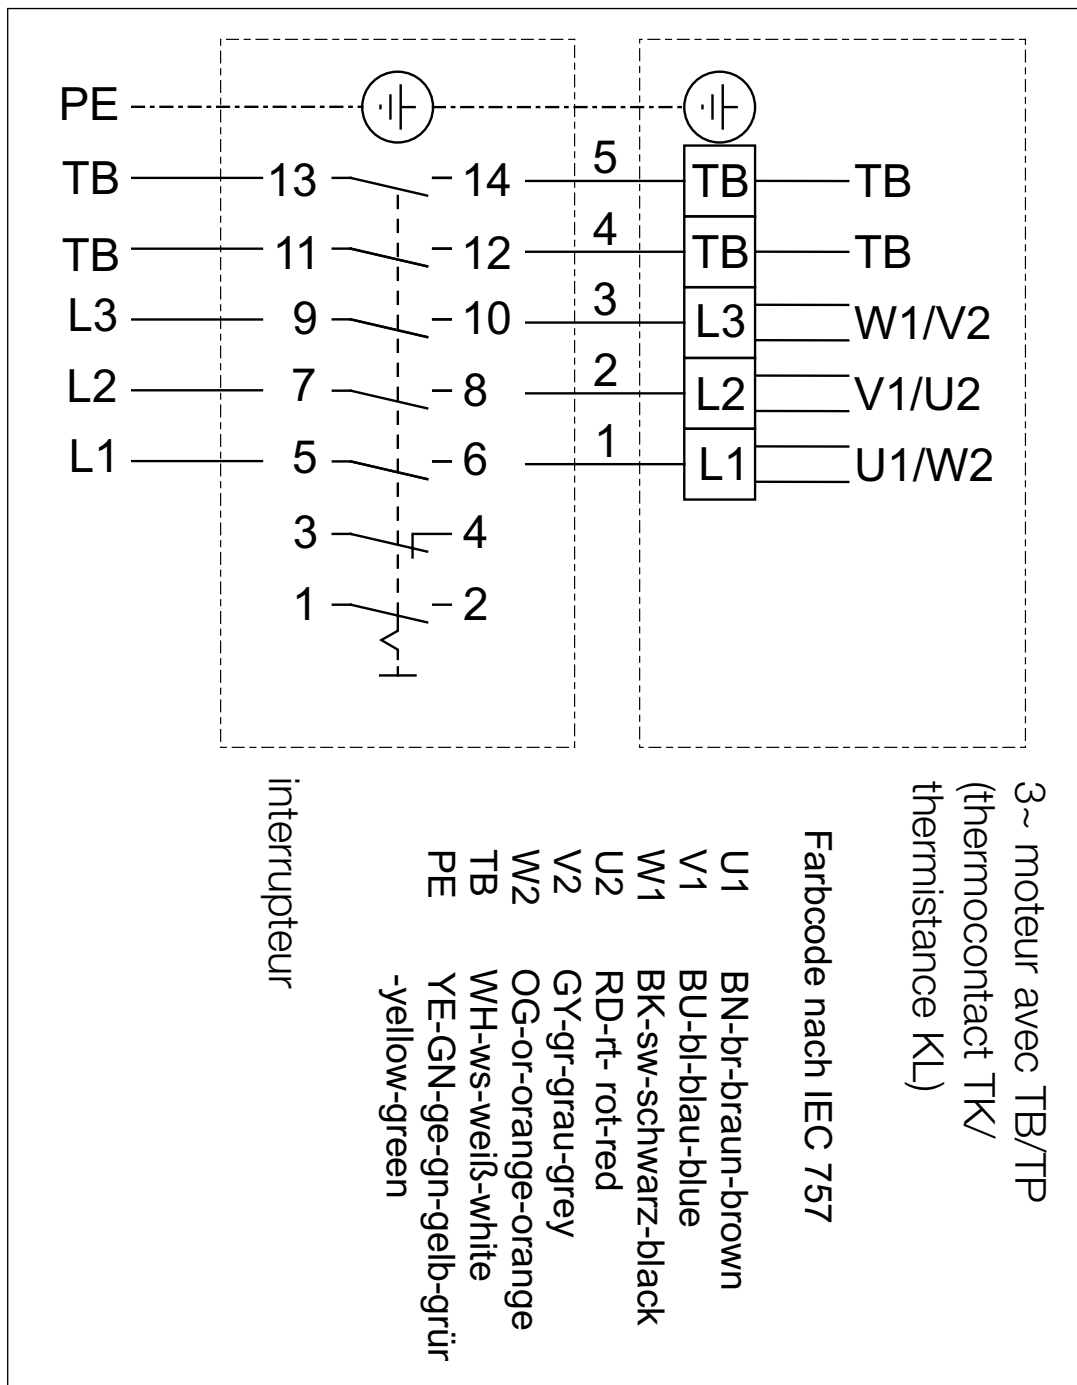 PE
TB 13 14 5 TB TB
TB 11 12 4 TB TB
L3 9 10 3 L3 W1/V2
L2 7 8 2 L2 V1/U2
L1 5 6 1 L1 U1/W2
3 4
1 2
3~ moteur avec TB/TP
(thermocontact TK/
thermistance KL)
Farbcode nach IEC 757
U1 BN-br-braun-brown
V1 BU-bl-blau-blue
W1 BK-sw-schwarz-black
U2 RD-rt- rot-red
V2 GY-gr-grau-grey
W2 OG-or-orange-orange
TB WH-ws-weiß-white
PE YE-GN-ge-gn-gelb-grür
-yellow-green
interrupteur